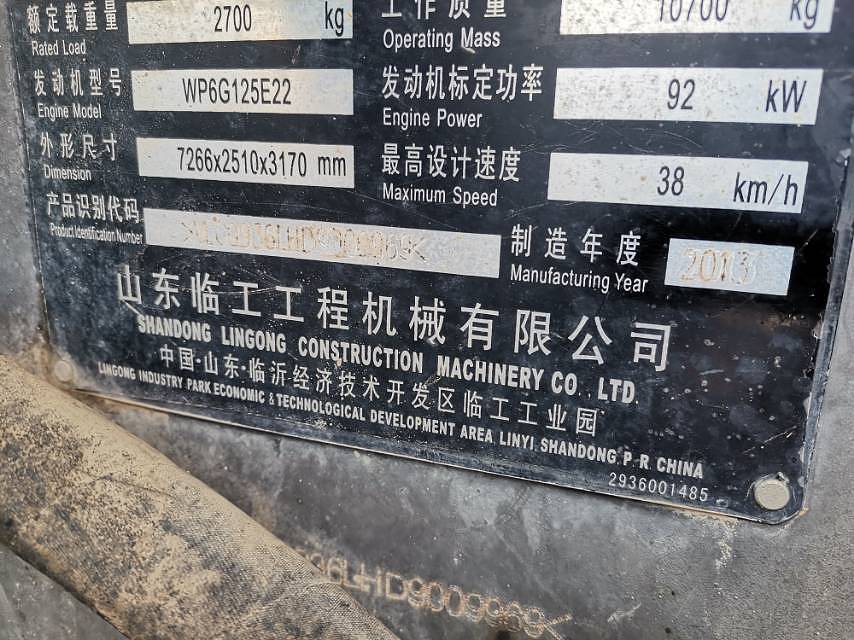 额定载重量 2700 kg 工作质量 10700 kg
Rated Load Operating Mass
发动机型号 WP6G125E22 发动机标定功率 92 kW
Engine Model Engine Power
外形尺寸 7266x2510x3170 mm 最高设计速度 38 km/h
Dimension Maximum Speed
产品识别代码 制造年度 2013
Product Identification Number Manufacturing Year
山东临工工程机械有限公司
SHANDONG LINGONG CONSTRUCTION MACHINERY CO., LTD.
中国·山东·临沂经济技术开发区临工工业园
LINGONG INDUSTRY PARK ECONOMIC & TECHNOLOGICAL DEVELOPMENT AREA, LINYI, SHANDONG, P. R. CHINA
2936001485
36LHD9009969<